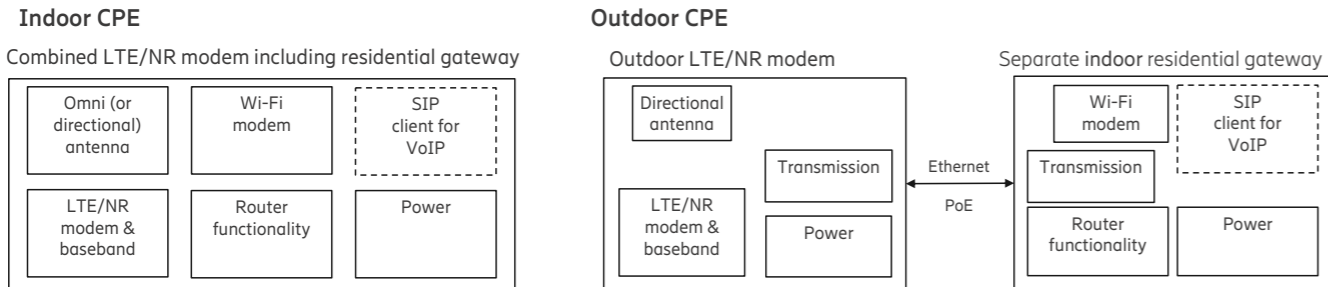 Indoor CPE
Combined LTE/NR modem including residential gateway
Omni (or
directional)
antenna
Wi-Fi
modem
SIP
client for
VoIP
LTE/NR
modem &
baseband
Router
functionality
Power
Outdoor CPE
Outdoor LTE/NR modem
Directional
antenna
Transmission
LTE/NR
modem &
baseband
Power
Ethernet
PoE
Separate indoor residential gateway
Wi-Fi
modem
SIP
client for
VoIP
Transmission
Router
functionality
Power